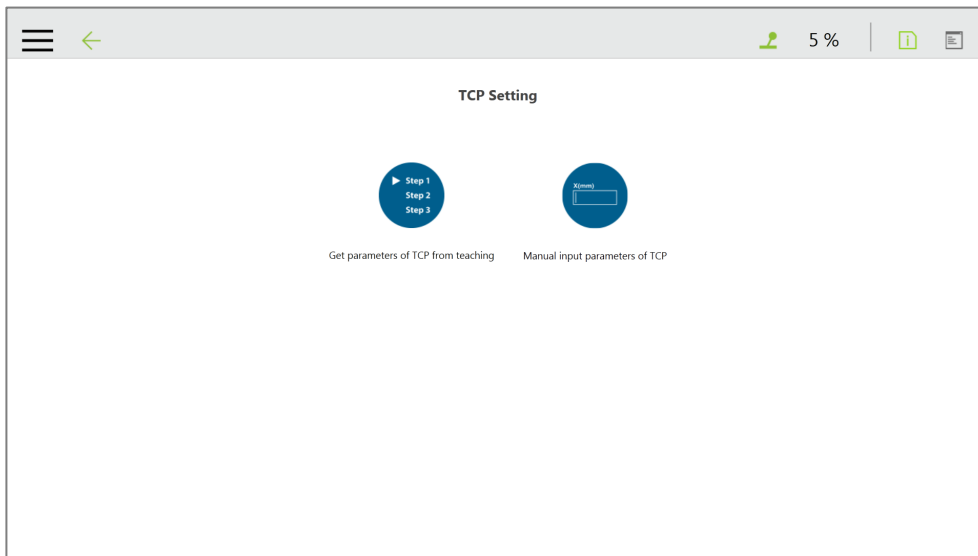 5 %
TCP Setting
Step 1
Step 2
Step 3
X(mm)
Get parameters of TCP from teaching
Manual input parameters of TCP